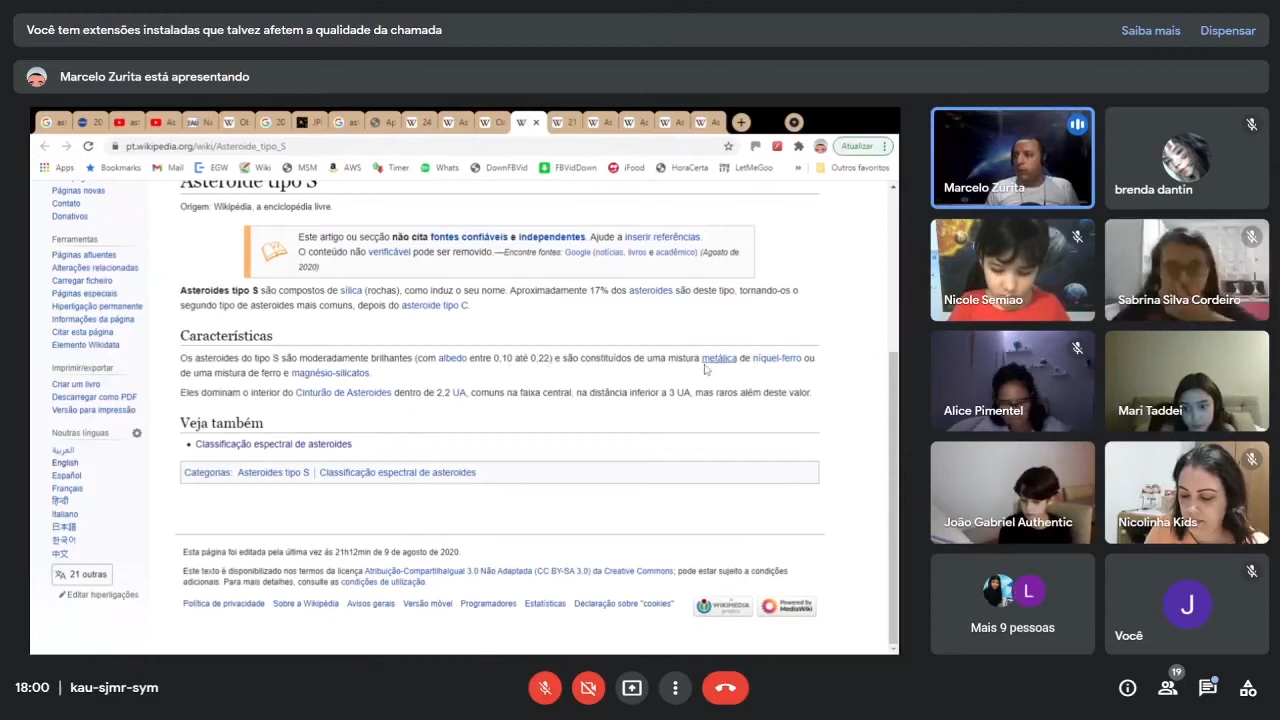 Você tem extensões instaladas que talvez afetem a qualidade da chamada
Saiba mais
Dispensar
Marcelo Zurita está apresentando
pt.wikipedia.org/wiki/Asteroide_tipo_S
Atualizar
Apps
Bookmarks
Mail
EGW
Wiki
MSM
AWS
Timer
Whats
DownFBVid
FBVidDown
iFood
HoraCerta
LetMeGoo
»
Outros favoritos
Páginas novas
Contato
Donativos
Ferramentas
Páginas afluentes
Alterações relacionadas
Carregar ficheiro
Páginas especiais
Hiperligação permanente
Informações da página
Citar esta página
Elemento Wikidata
Imprimir/exportar
Criar um livro
Descarregar como PDF
Versão para impressão
Noutras línguas
العربية
English
Español
Français
हिन्दी
Italiano
日本語
한국어
中文
21 outras
Editar hiperligações
Asteroide tipo S
Origem: Wikipédia, a enciclopédia livre.
Este artigo ou secção não cita fontes confiáveis e independentes. Ajude a inserir referências.
O conteúdo não verificável pode ser removido.—Encontre fontes: Google (notícias, livros e acadêmico) (Agosto de
2020)
Asteroides tipo S são compostos de sílica (rochas), como induz o seu nome. Aproximadamente 17% dos asteroides são deste tipo, tornando-os o
segundo tipo de asteroides mais comuns, depois do asteroide tipo C.
Características
Os asteroides do tipo S são moderadamente brilhantes (com albedo entre 0,10 até 0,22) e são constituídos de uma mistura metálica de níquel-ferro ou
de uma mistura de ferro e magnésio-silicatos.
Eles dominam o interior do Cinturão de Asteroides dentro de 2,2 UA, comuns na faixa central, na distância inferior a 3 UA, mas raros além deste valor.
Veja também
• Classificação espectral de asteroides
Categorias: Asteroides tipo S | Classificação espectral de asteroides
Esta página foi editada pela última vez às 21h12min de 9 de agosto de 2020.
Este texto é disponibilizado nos termos da licença Atribuição-CompartilhaIgual 3.0 Não Adaptada (CC BY-SA 3.0) da Creative Commons; pode estar sujeito a condições
adicionais. Para mais detalhes, consulte as condições de utilização.
Política de privacidade
Sobre a Wikipédia
Avisos gerais
Versão móvel
Programadores
Estatísticas
Declaração sobre "cookies"
WIKIMEDIA
project
Powered by
MediaWiki
Marcelo Zurita
brenda dantin
Nicole Semiao
Sabrina Silva Cordeiro
Alice Pimentel
Mari Taddei
João Gabriel Authentic
Nicolinha Kids
L
Mais 9 pessoas
J
Você
18:00 | kau-sjmr-sym
19